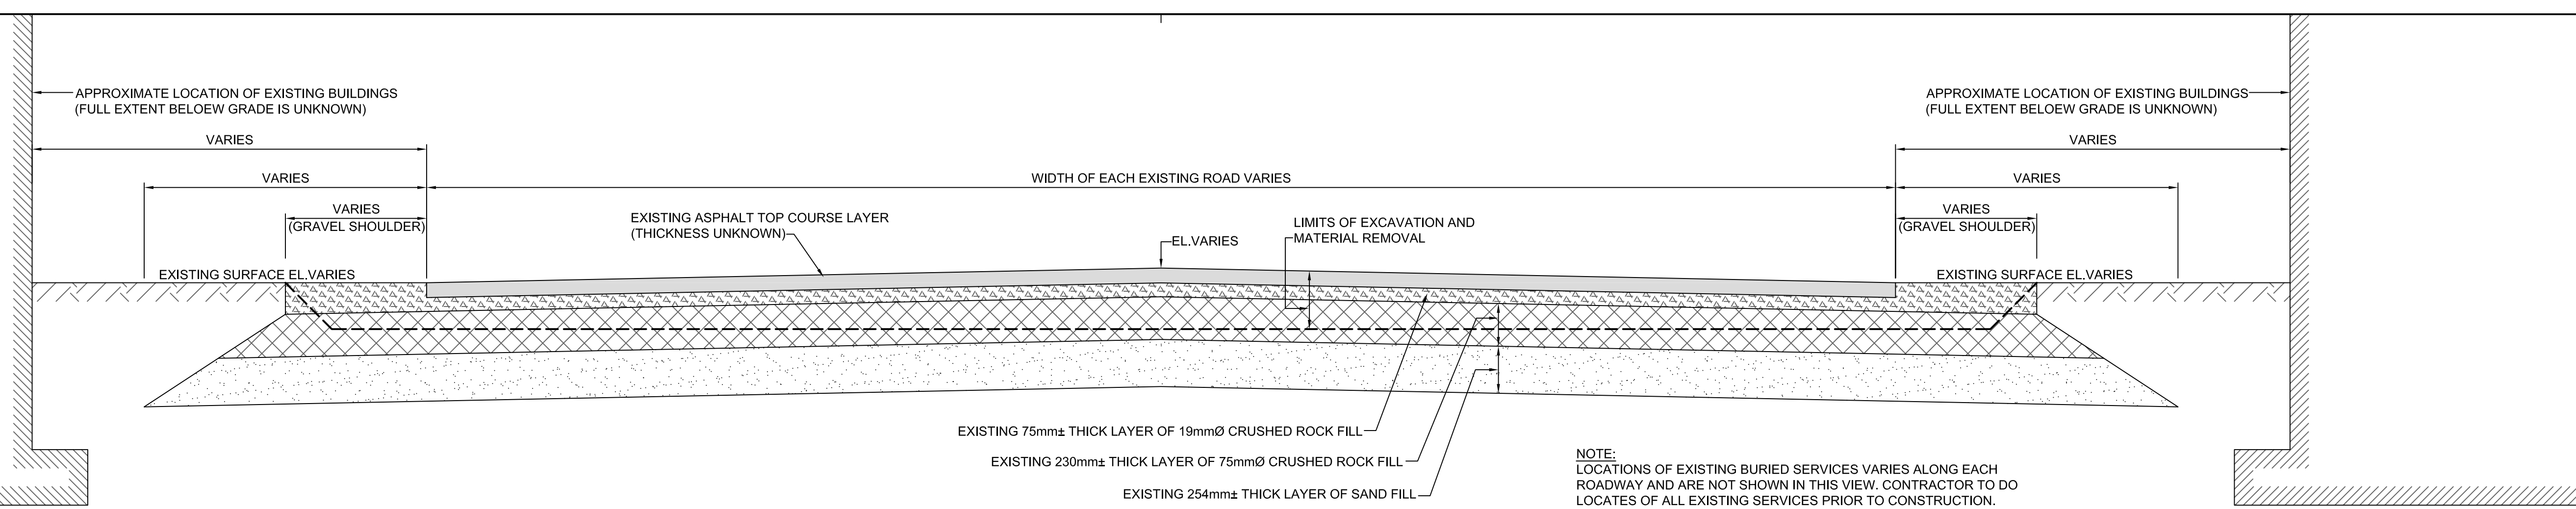 APPROXIMATE LOCATION OF EXISTING BUILDINGS
(FULL EXTENT BELOEW GRADE IS UNKNOWN)
APPROXIMATE LOCATION OF EXISTING BUILDINGS
(FULL EXTENT BELOEW GRADE IS UNKNOWN)
VARIES
VARIES
VARIES
WIDTH OF EACH EXISTING ROAD VARIES
VARIES
VARIES
(GRAVEL SHOULDER)
EXISTING ASPHALT TOP COURSE LAYER
(THICKNESS UNKNOWN)
EL.VARIES
LIMITS OF EXCAVATION AND
MATERIAL REMOVAL
VARIES
(GRAVEL SHOULDER)
EXISTING SURFACE EL.VARIES
EXISTING SURFACE EL.VARIES
EXISTING 75mm± THICK LAYER OF 19mmØ CRUSHED ROCK FILL
EXISTING 230mm± THICK LAYER OF 75mmØ CRUSHED ROCK FILL
EXISTING 254mm± THICK LAYER OF SAND FILL
NOTE:
LOCATIONS OF EXISTING BURIED SERVICES VARIES ALONG EACH
ROADWAY AND ARE NOT SHOWN IN THIS VIEW. CONTRACTOR TO DO
LOCATES OF ALL EXISTING SERVICES PRIOR TO CONSTRUCTION.